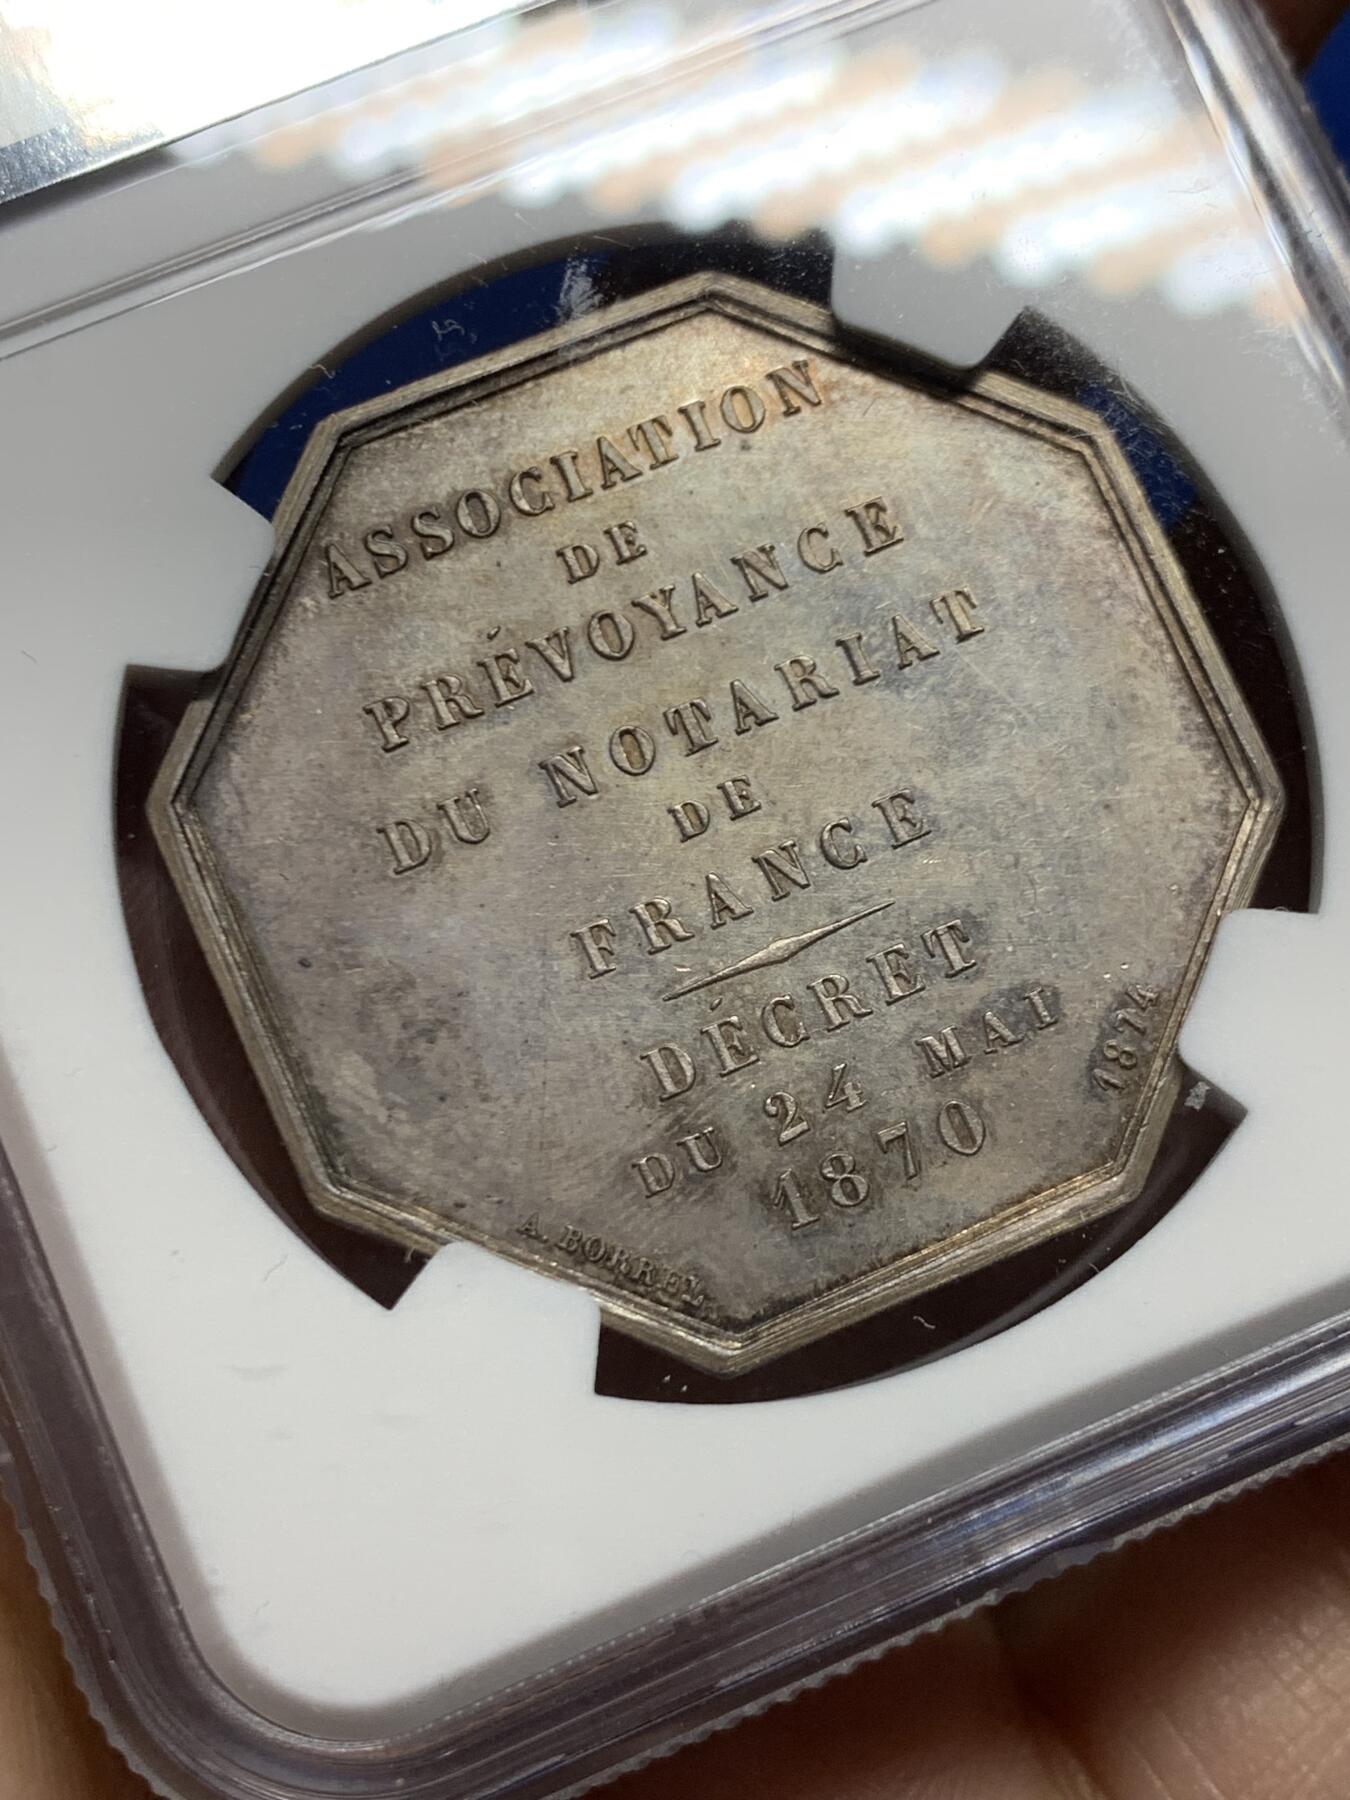 ASSOCIATION
DE
PRÉVOYANCE
DU NOTARIAT
DE
FRANCE
DÉCRET
DU 24 MAI
1870
A. BORREL
1874